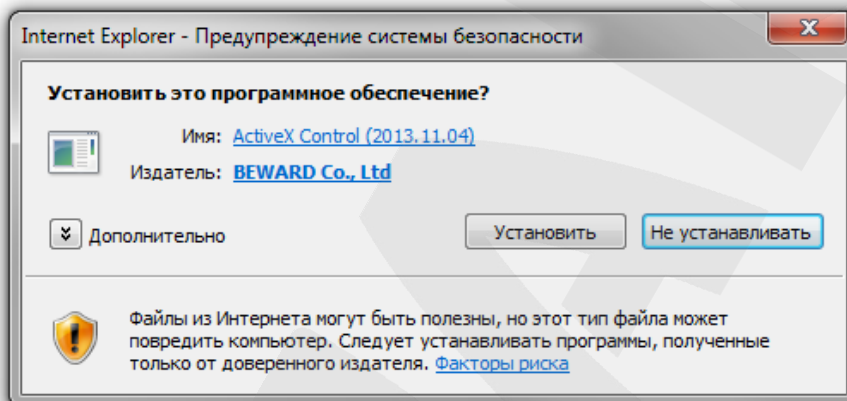 Internet Explorer - Предупреждение системы безопасности
Установить это программное обеспечение?
Имя: ActiveX Control (2013.11.04)
Издатель: BEWARD Co., Ltd
Дополнительно
Установить
Не устанавливать
Файлы из Интернета могут быть полезны, но этот тип файла может
повредить компьютер. Следует устанавливать программы, полученные
только от доверенного издателя. Факторы риска